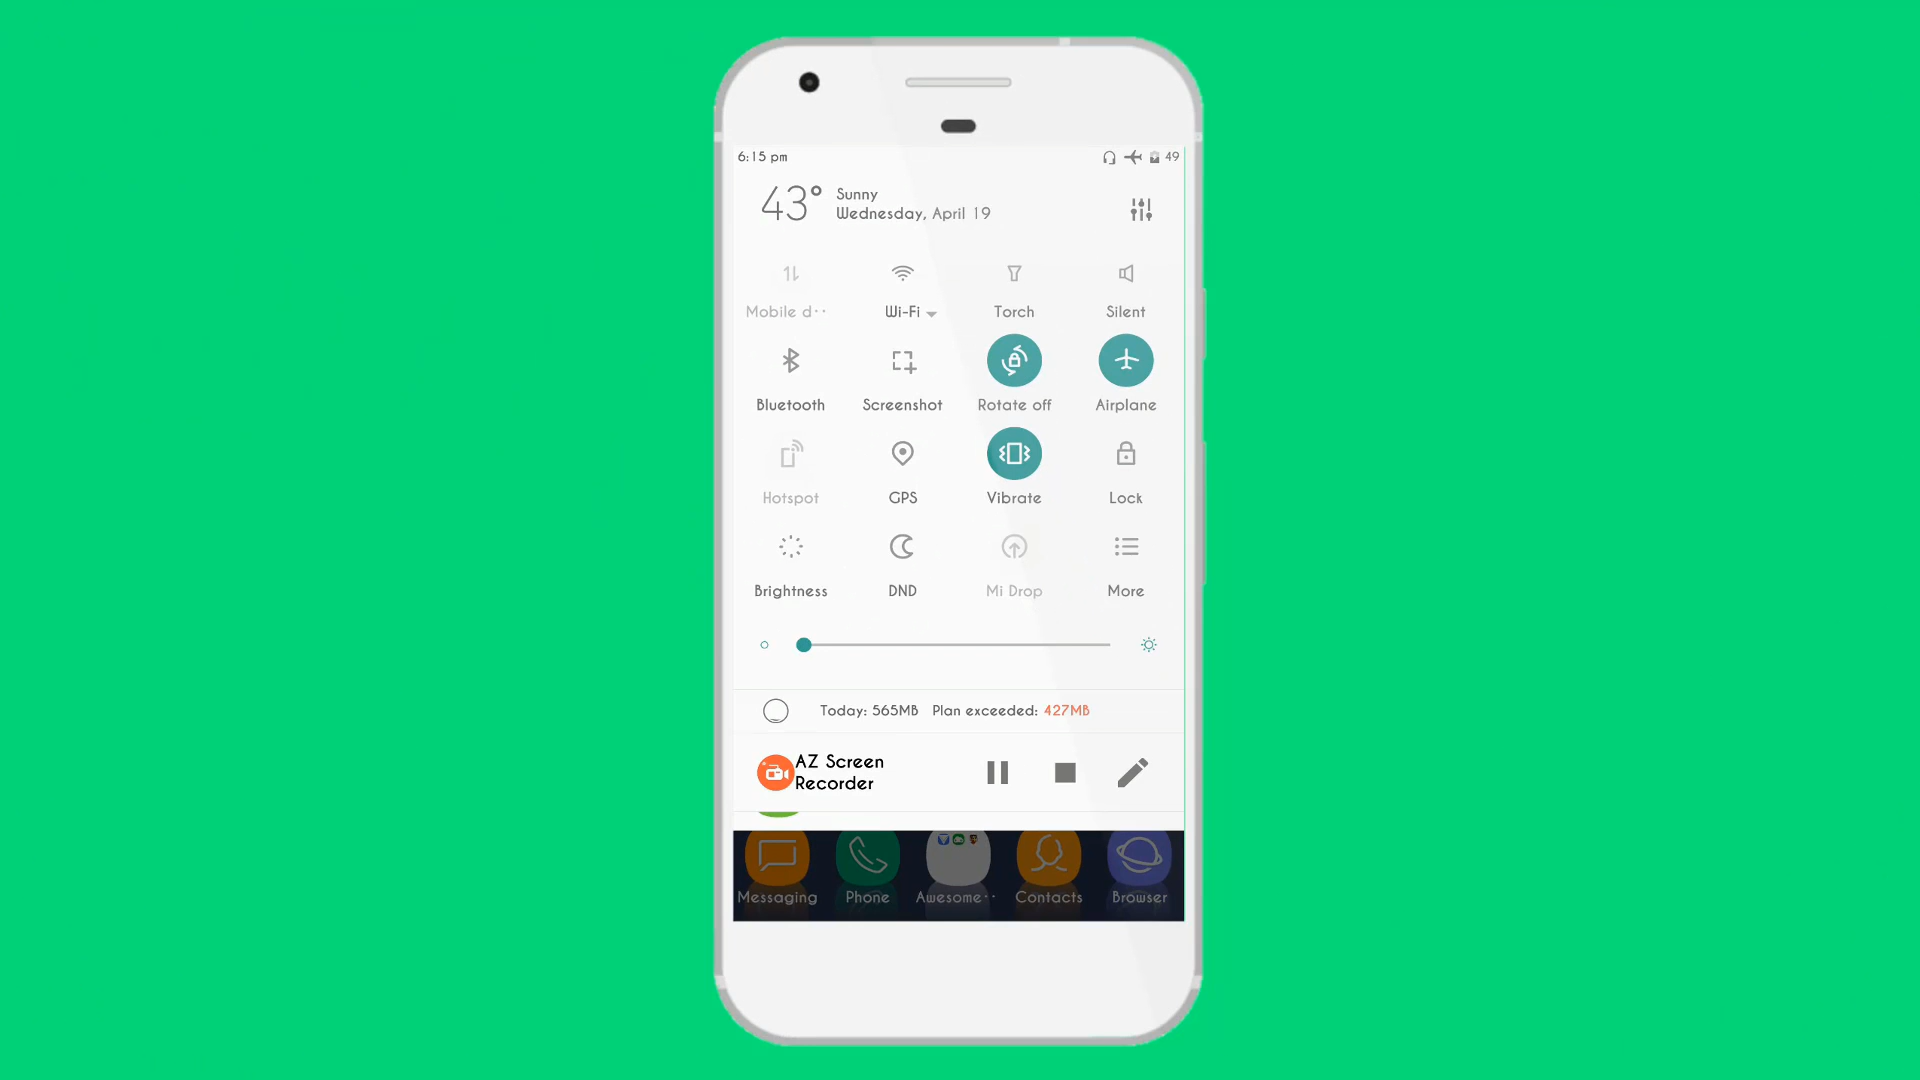 6:15 pm
49
43°
Sunny
Wednesday, April 19
Mobile d··
Wi-Fi
Torch
Silent
Bluetooth
Screenshot
Rotate off
Airplane
Hotspot
GPS
Vibrate
Lock
Brightness
DND
Mi Drop
More
Today: 565MB Plan exceeded: 427MB
AZ Screen
Recorder
Messaging
Phone
Awesome··
Contacts
Browser